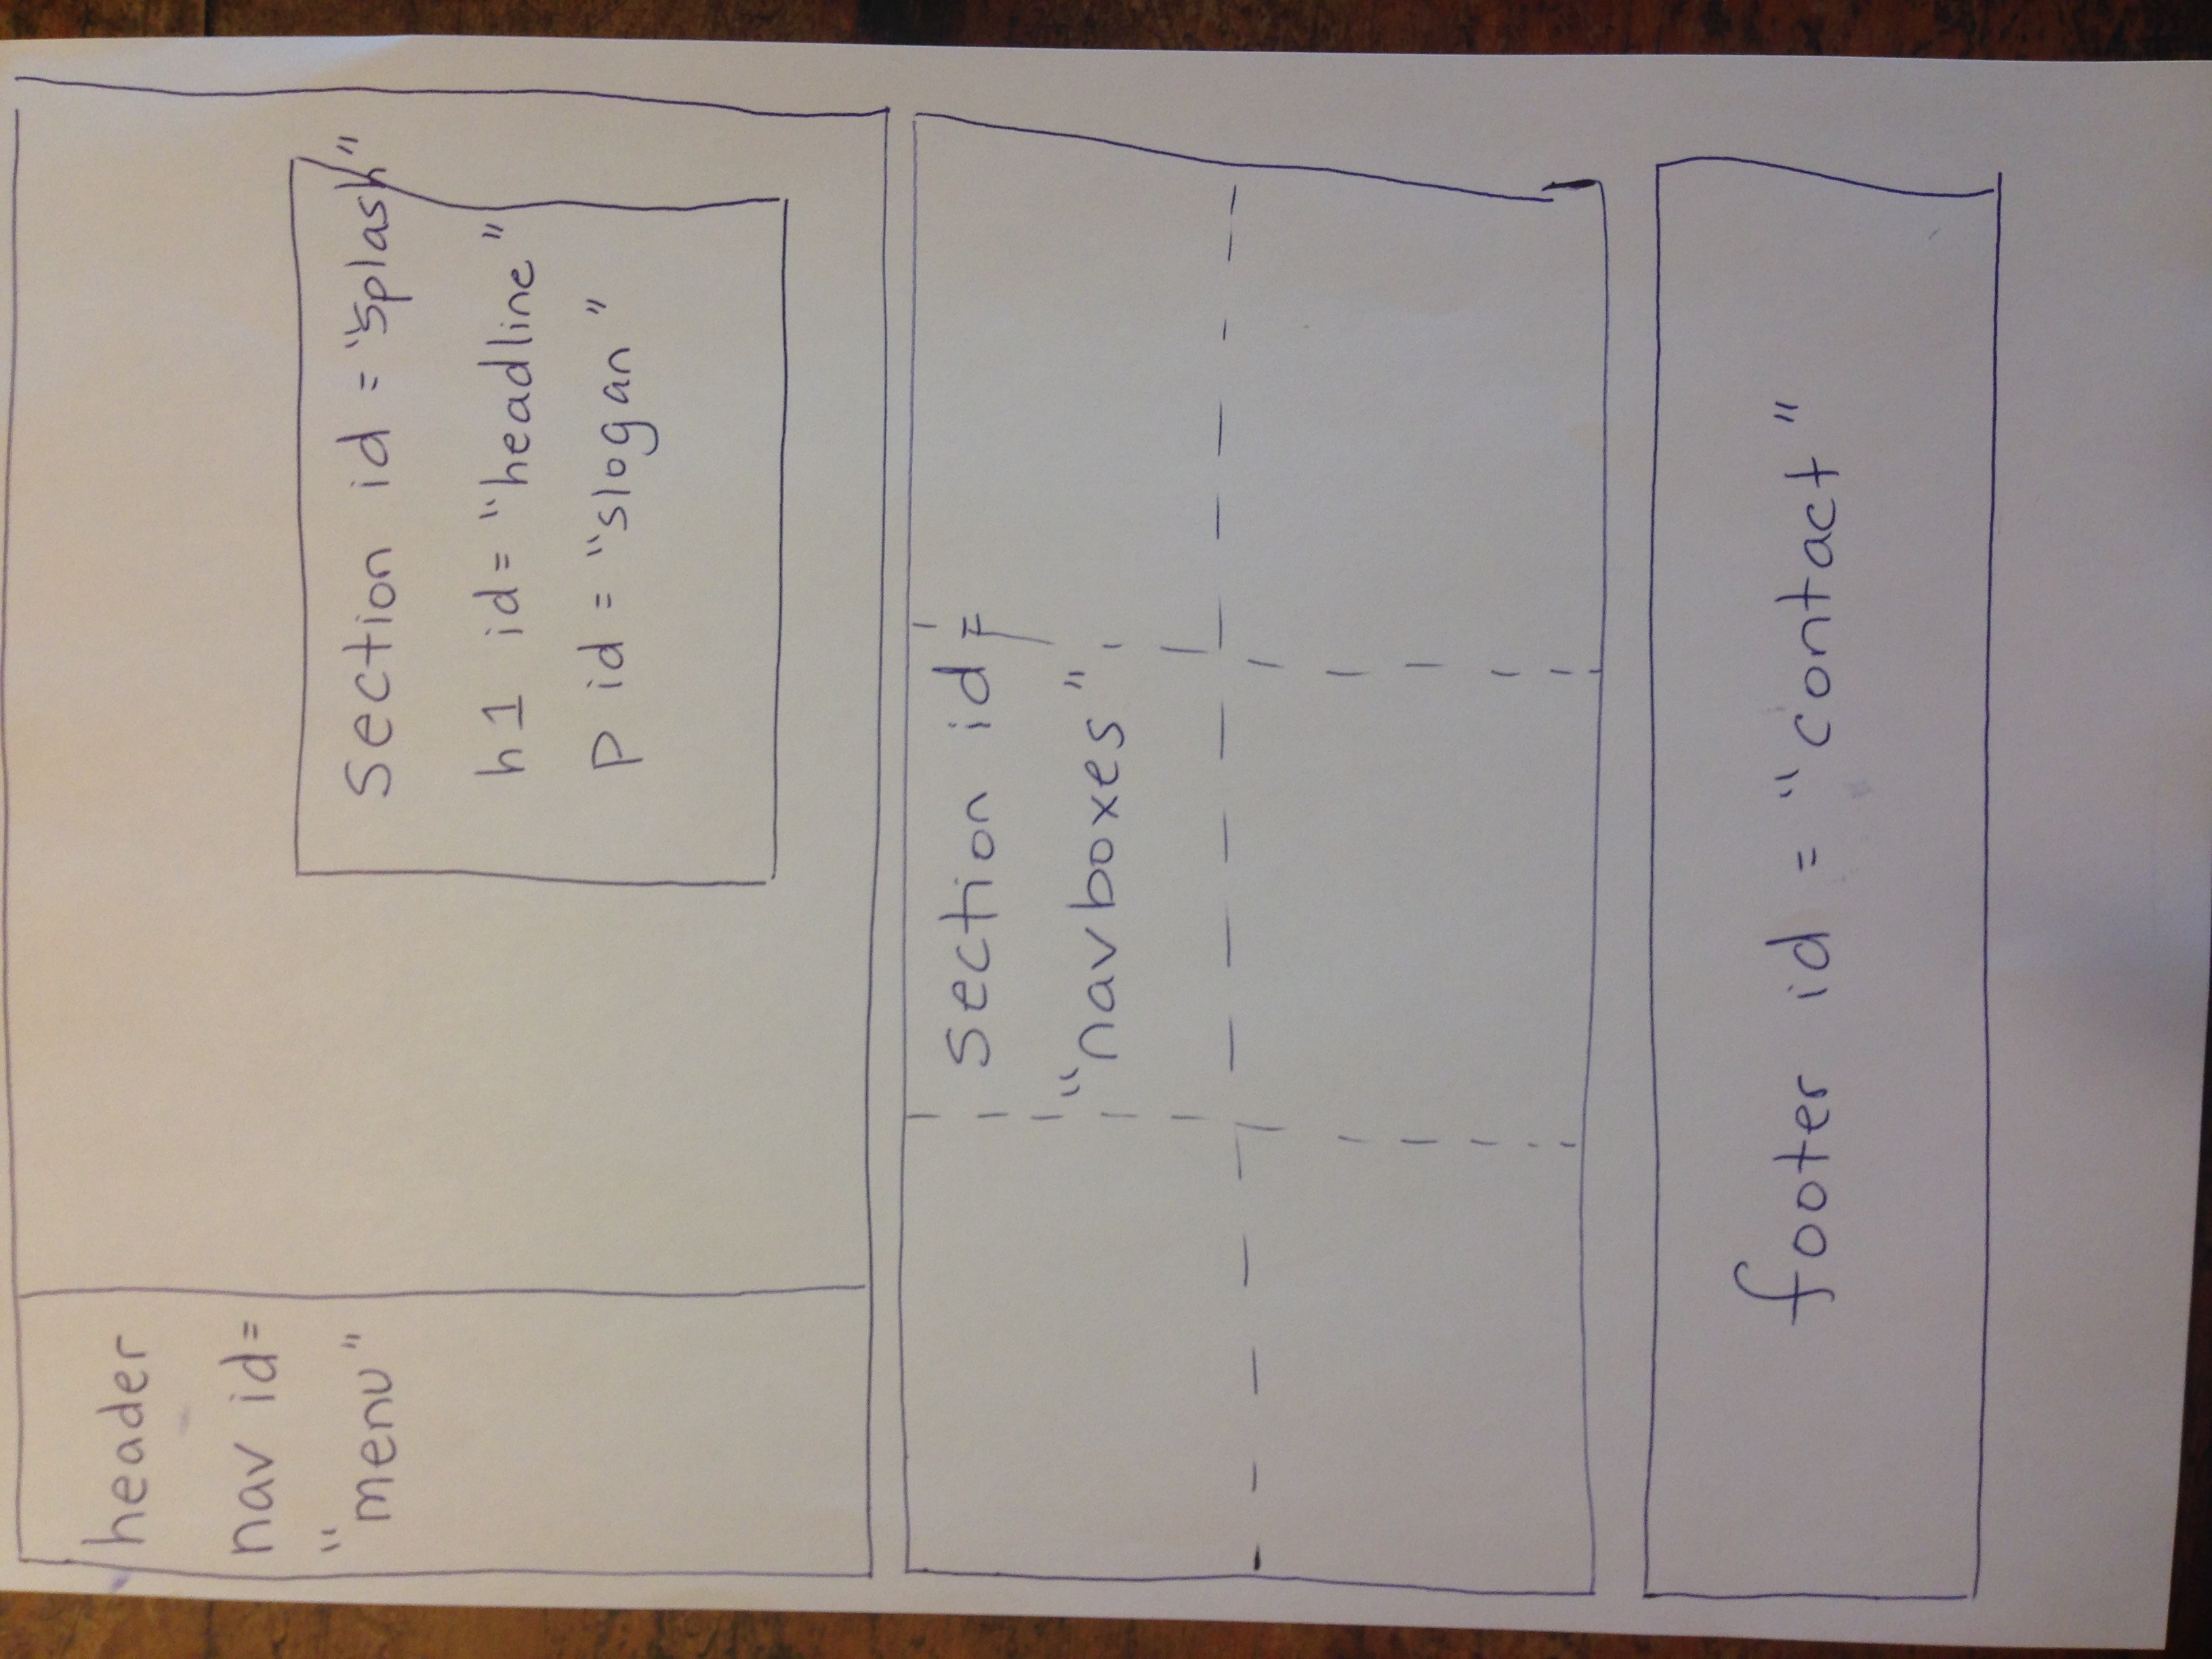 header
nav id=
"menu"
section id = "splash"
h1 id= "headline"
p id = "slogan"
section id=
"navboxes"
footer id = "contact"